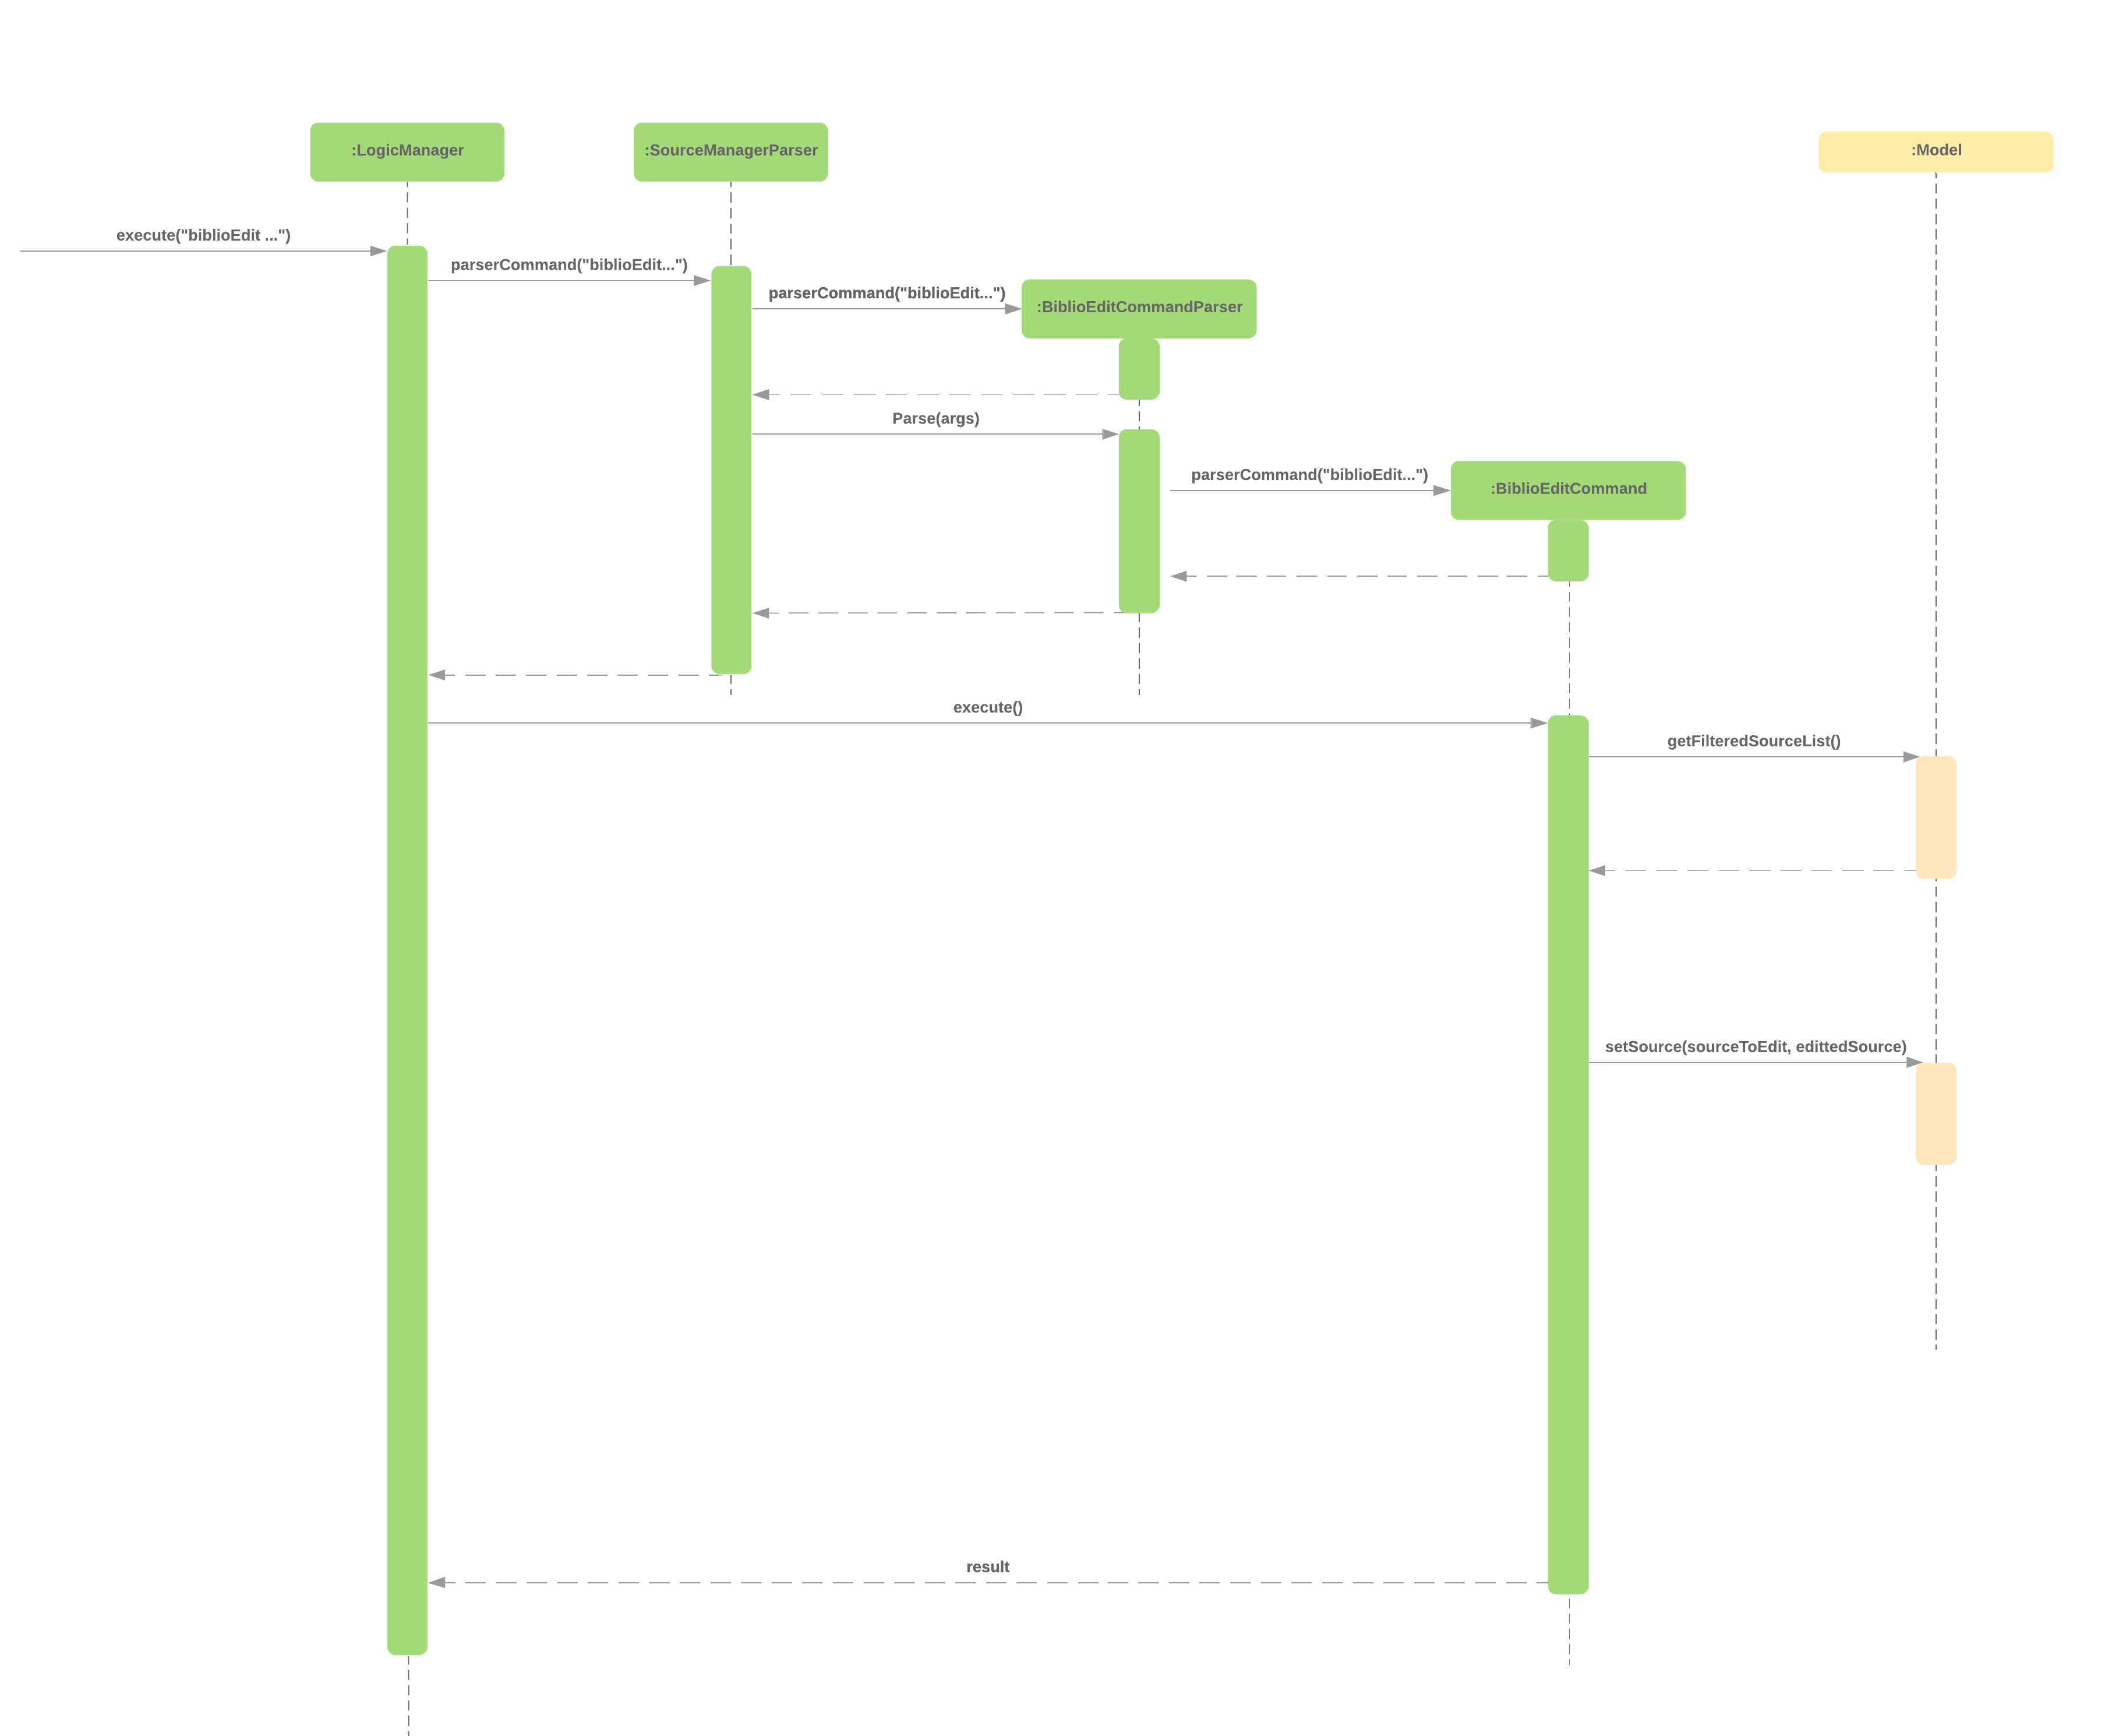 :LogicManager
:SourceManagerParser
:Model
execute("biblioEdit ...")
parserCommand("biblioEdit...")
parserCommand("biblioEdit...")
:BiblioEditCommandParser
Parse(args)
parserCommand("biblioEdit...")
:BiblioEditCommand
execute()
getFilteredSourceList()
setSource(sourceToEdit, edittedSource)
result